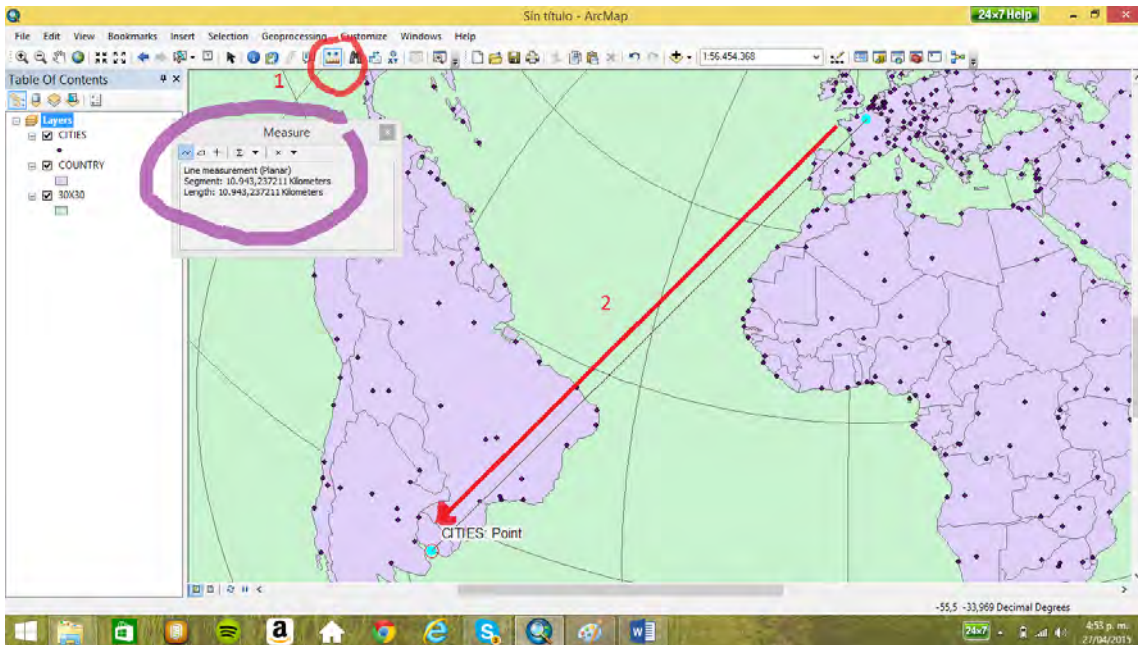 Sin título - ArcMap
24x7 Help
File Edit View Bookmarks Insert Selection Geoprocessing Customize Windows Help
1:56.454.368
Table Of Contents
Layers
CITIES
COUNTRY
30X30
1
Measure
Line measurement (Planar)
Segment: 10.943,237211 Kilometers
Length: 10.943,237211 Kilometers
2
CITIES: Point
-55,5 -33,969 Decimal Degrees
24x7
4:53 p. m.
27/04/2015